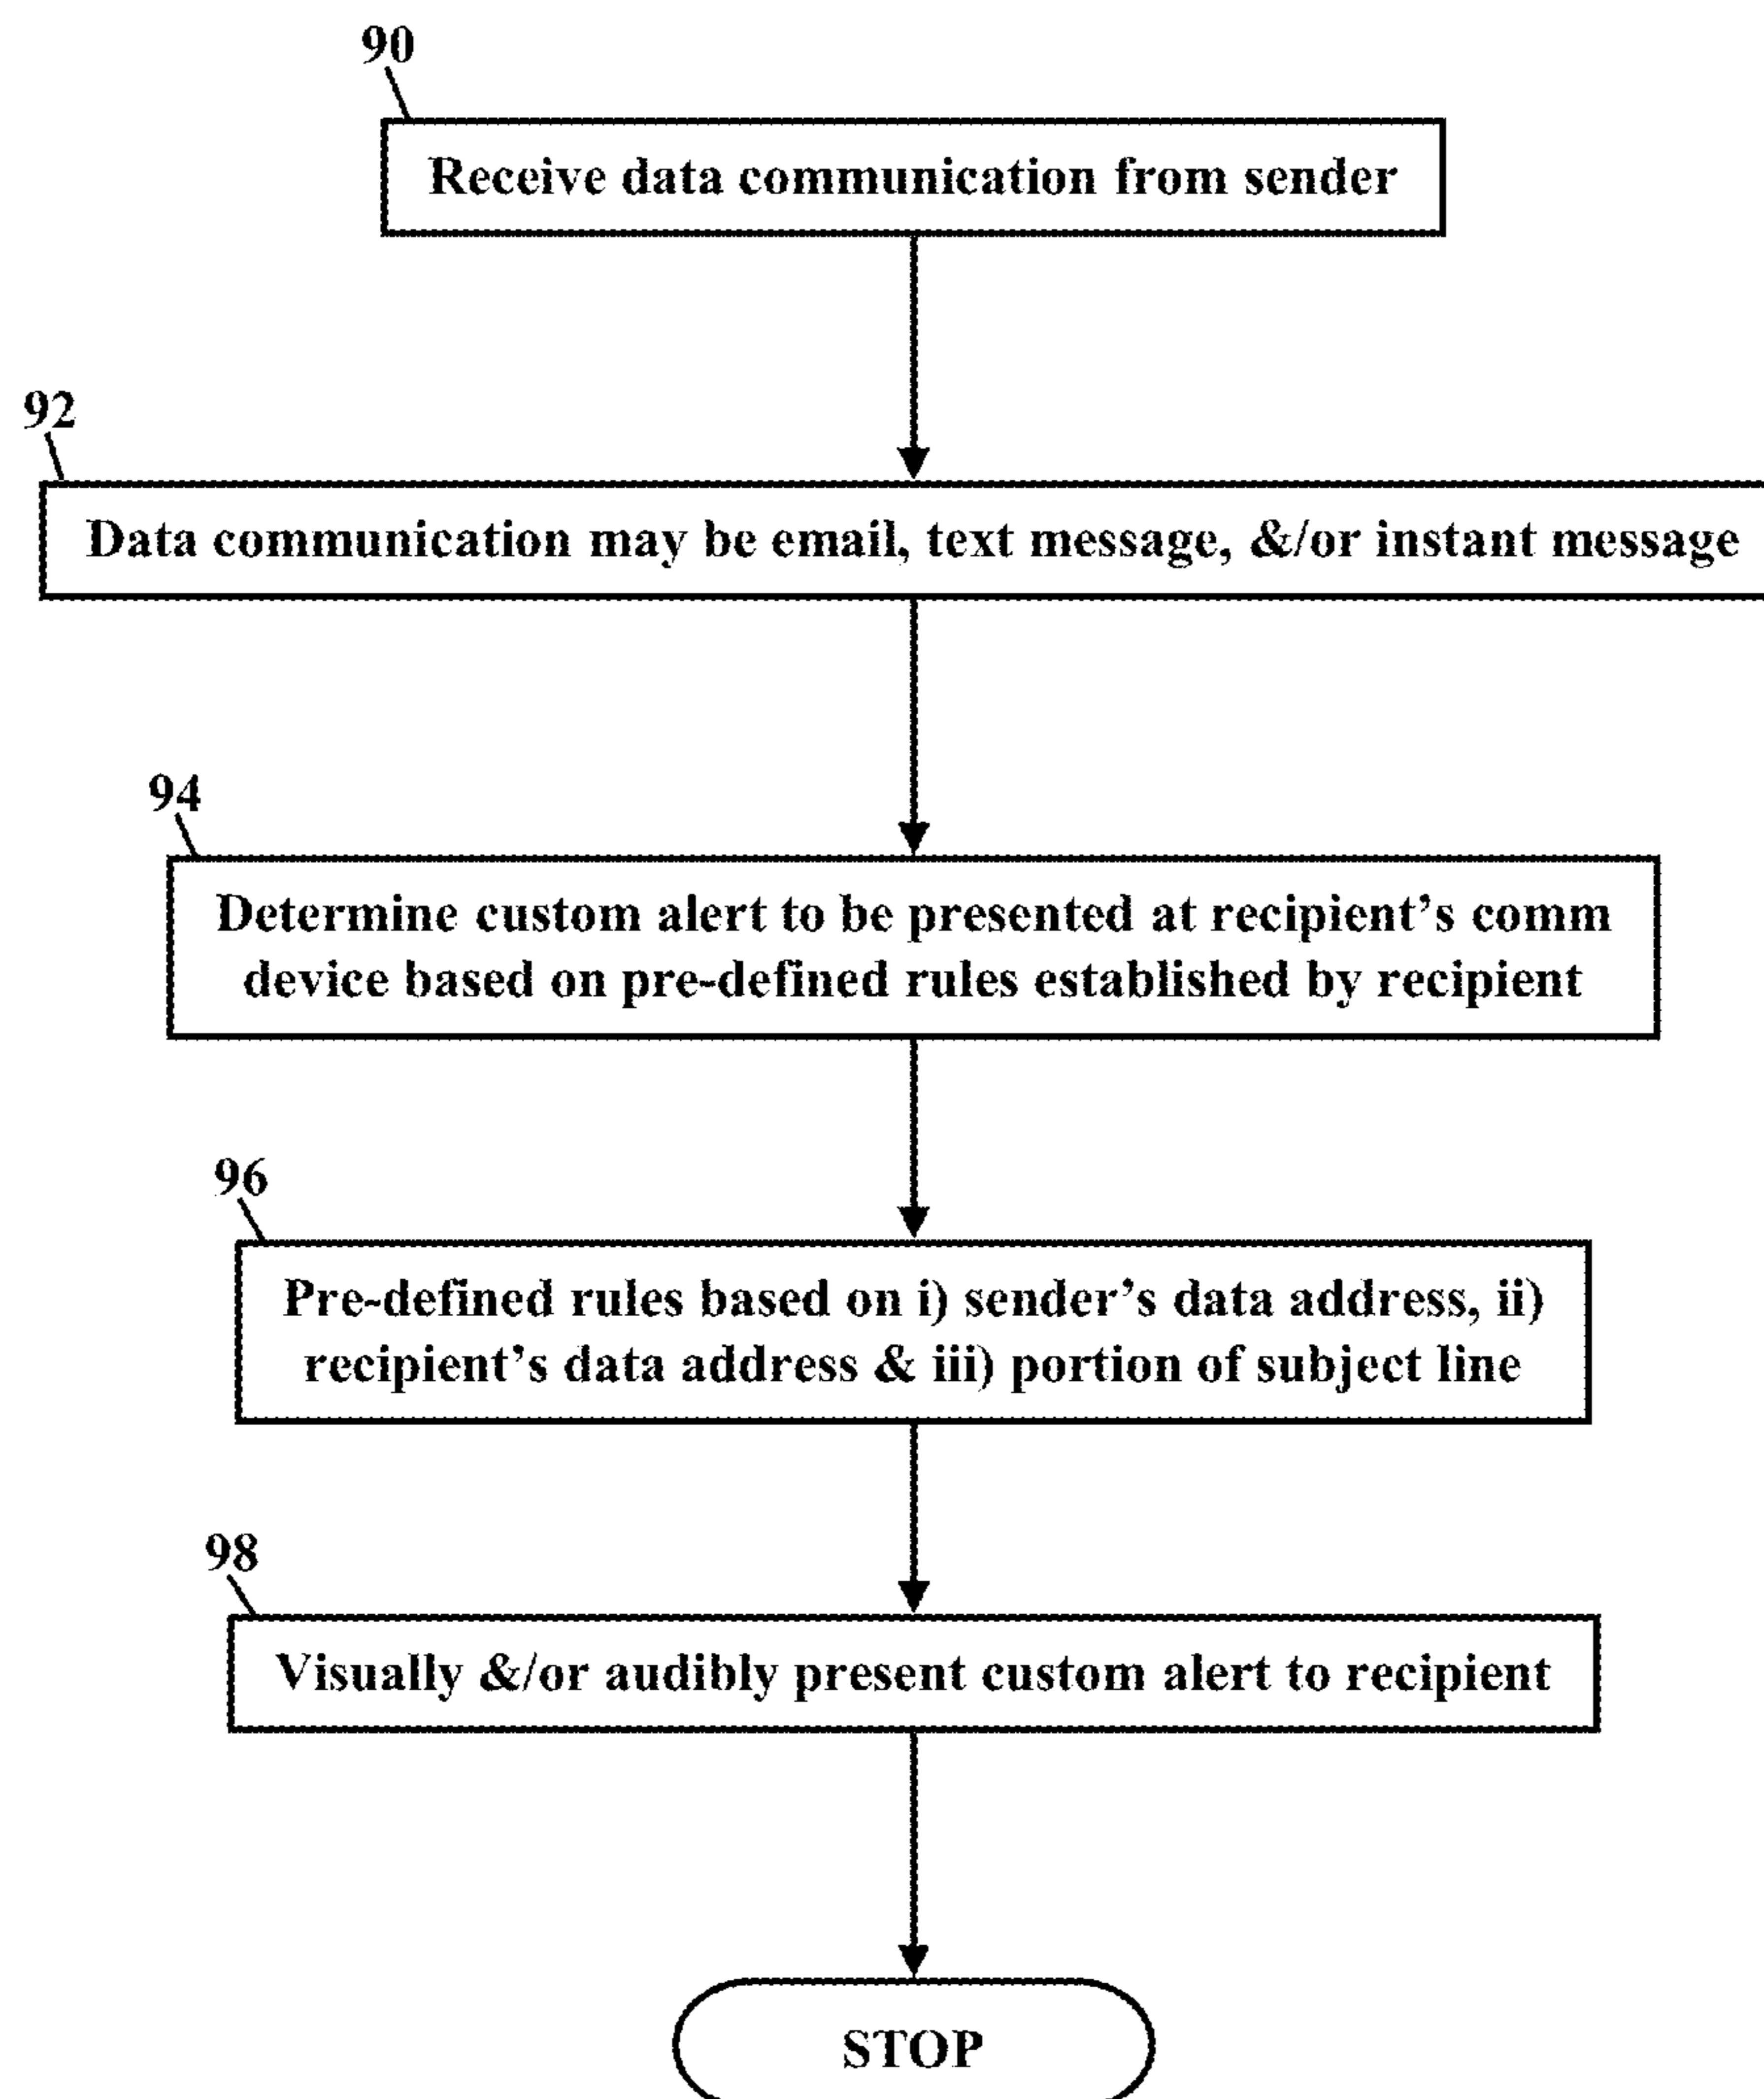 90
Receive data communication from sender
92
Data communication may be email, text message, &/or instant message
94
Determine custom alert to be presented at recipient’s comm
device based on pre-defined rules established by recipient
96
Pre-defined rules based on i) sender’s data address, ii)
recipient’s data address & iii) portion of subject line
98
Visually &/or audibly present custom alert to recipient
STOP